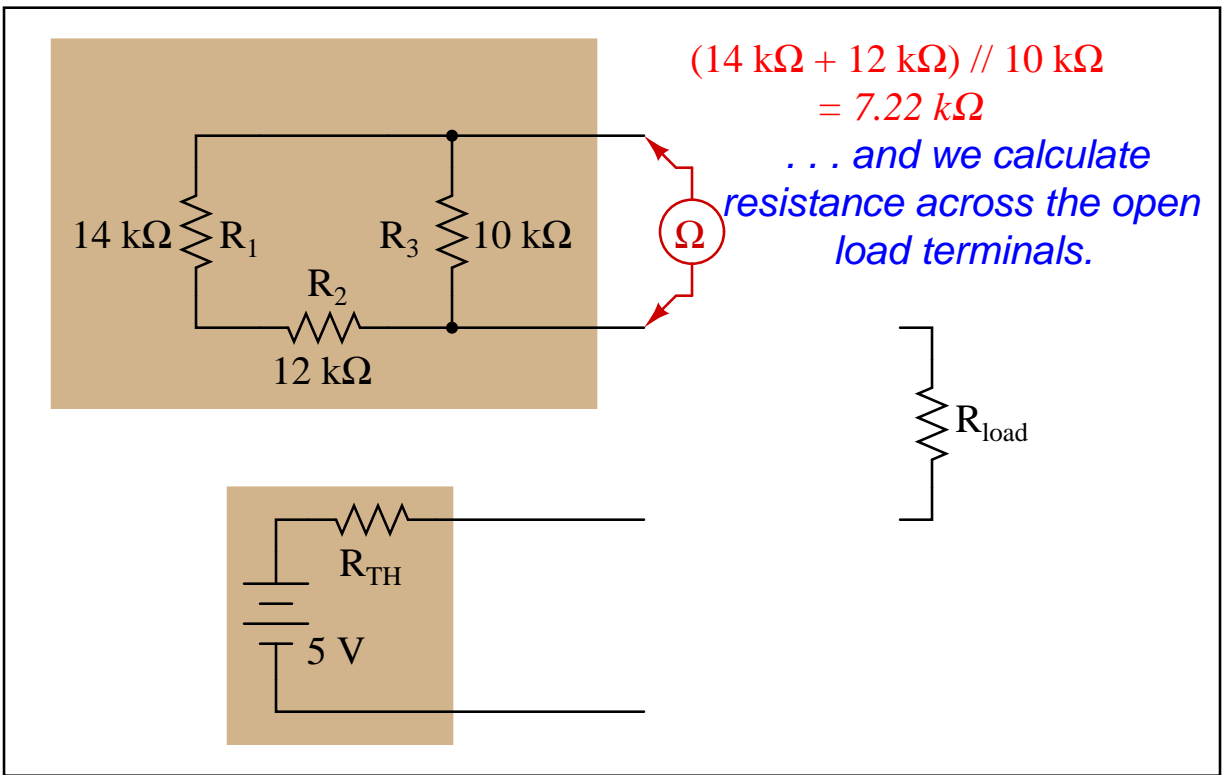 (14 kΩ + 12 kΩ) // 10 kΩ
= 7.22 kΩ
. . . and we calculate
resistance across the open
load terminals.
14 kΩ R1 R3 10 kΩ Ω
R2
12 kΩ
Rload
RTH
5 V